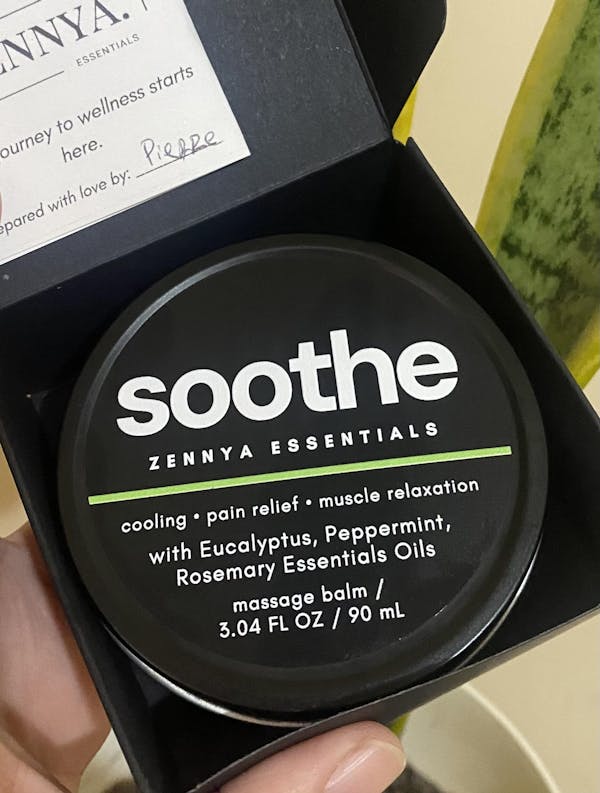 ENNYA.
ESSENTIALS
ourney to wellness starts
here.
epared with love by: Pierre
soothe
ZENNYA ESSENTIALS
cooling • pain relief • muscle relaxation
with Eucalyptus, Peppermint,
Rosemary Essentials Oils
massage balm /
3.04 FL OZ / 90 mL